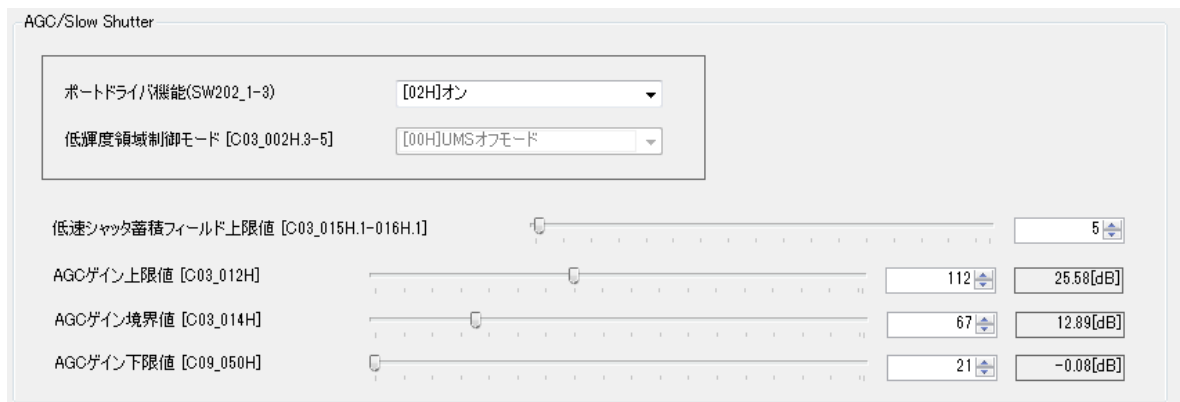 AGC/Slow Shutter
ポートドライバ機能(SW202_1-3) [02H]オン
低輝度領域制御モード [C03_002H.3-5] [00H]UMSオフモード
低速シャッタ蓄積フィールド上限値 [C03_015H.1-016H.1] 5
AGCゲイン上限値 [C03_012H] 112 25.58[dB]
AGCゲイン境界値 [C03_014H] 67 12.89[dB]
AGCゲイン下限値 [C09_050H] 21 -0.08[dB]